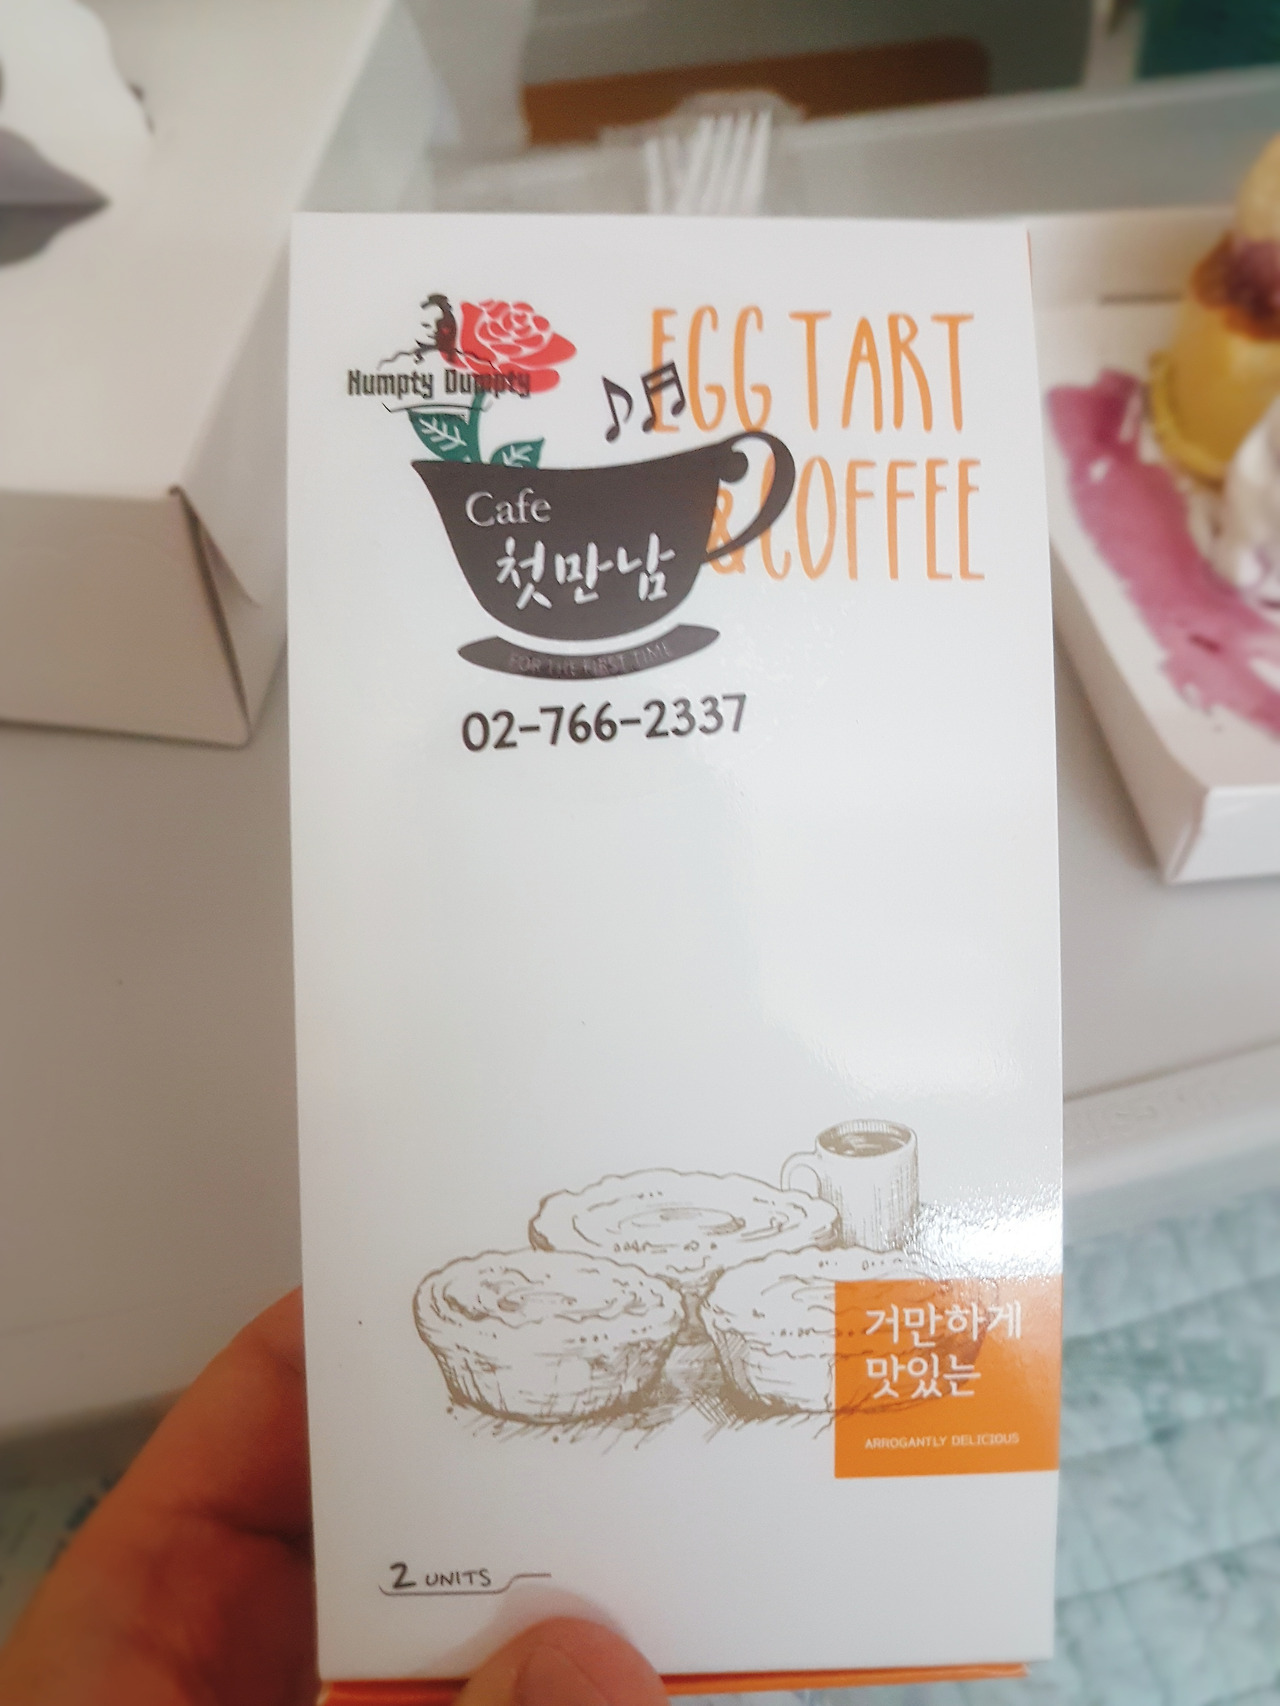 Humpty Dumpty
EGG TART
&COFFEE
Cafe
첫만남
FOR THE FIRST TIME
02-766-2337
거만하게
맛있는
ARROGANTLY DELICIOUS
2 UNITS